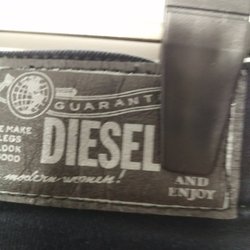 GUARANT
DIESEL
E MAKE
LEGS
LOOK
GOOD
modern women!
AND
ENJOY